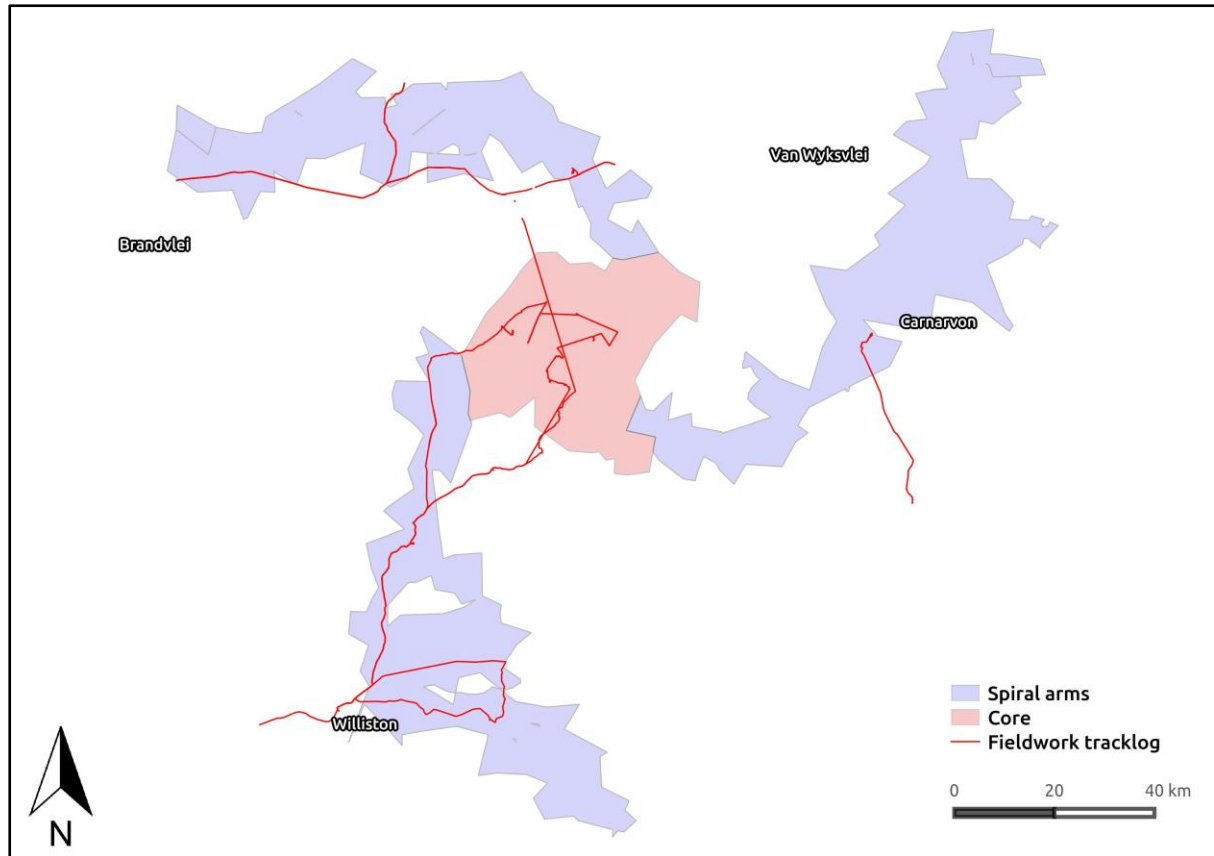 Van Wyksvlei
Brandvlei
Carnarvon
Williston
Spiral arms
Core
Fieldwork tracklog
0 20 40 km
N